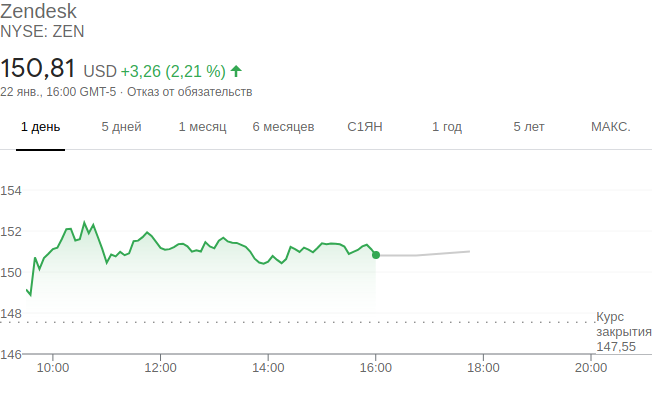 Zendesk
NYSE: ZEN
150,81 USD +3,26 (2,21 %)
22 янв., 16:00 GMT-5 · Отказ от обязательств
1 день 5 дней 1 месяц 6 месяцев С1ЯН 1 год 5 лет МАКС.
154
152
150
148
Курс
закрытия
147,55
146
10:00 12:00 14:00 16:00 18:00 20:00